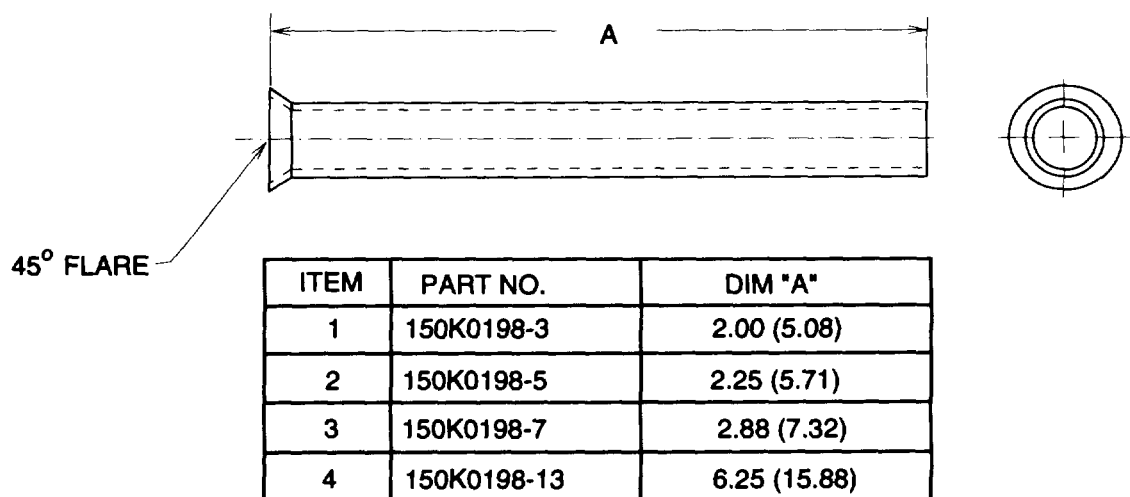 A
45° FLARE
ITEM PART NO. DIM "A"
1 150K0198-3 2.00 (5.08)
2 150K0198-5 2.25 (5.71)
3 150K0198-7 2.88 (7.32)
4 150K0198-13 6.25 (15.88)